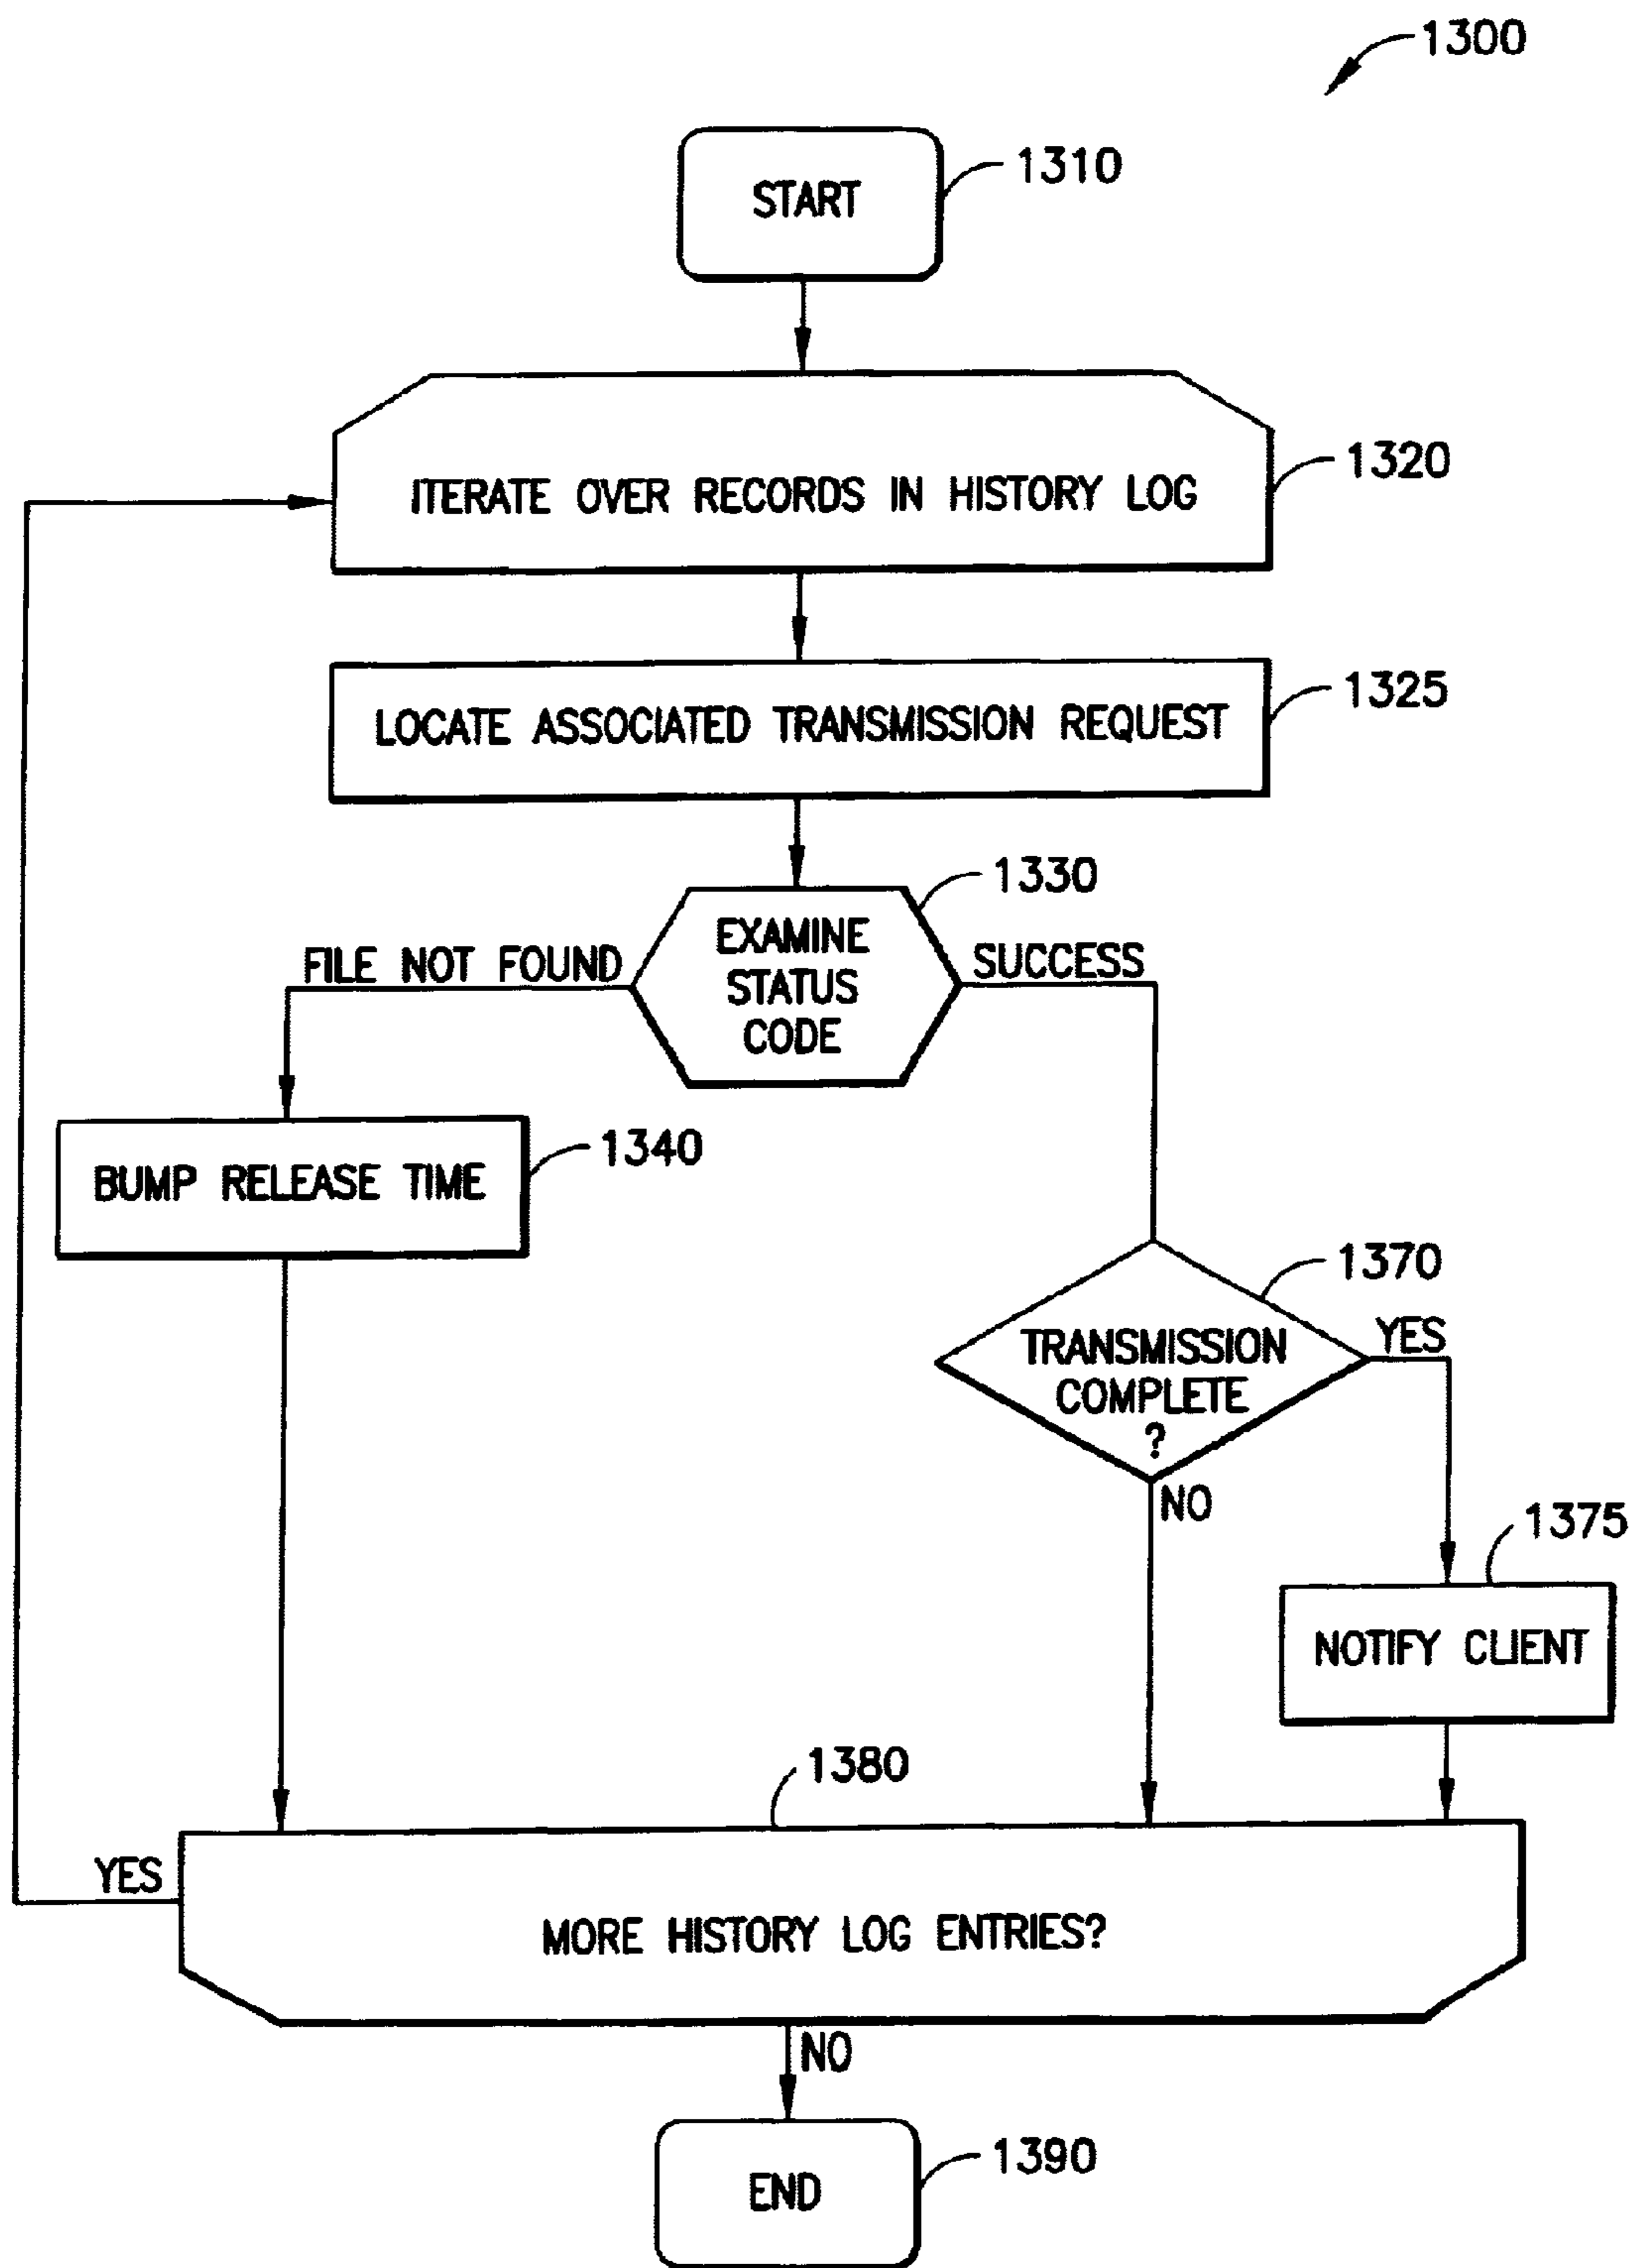 1300
START
1310
ITERATE OVER RECORDS IN HISTORY LOG
1320
LOCATE ASSOCIATED TRANSMISSION REQUEST
1325
1330
EXAMINE
STATUS
CODE
FILE NOT FOUND
SUCCESS
BUMP RELEASE TIME
1340
1370
TRANSMISSION
COMPLETE
?
YES
NO
1375
NOTIFY CLIENT
1380
YES
MORE HISTORY LOG ENTRIES?
NO
END
1390